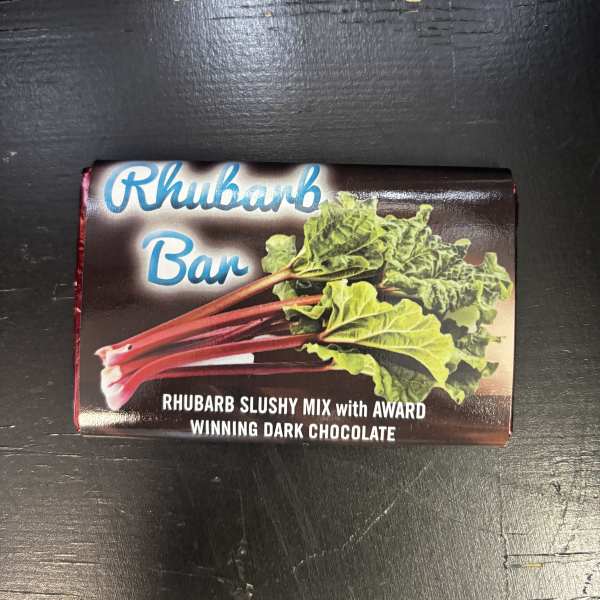 Rhubarb
Bar
RHUBARB SLUSHY MIX with AWARD
WINNING DARK CHOCOLATE